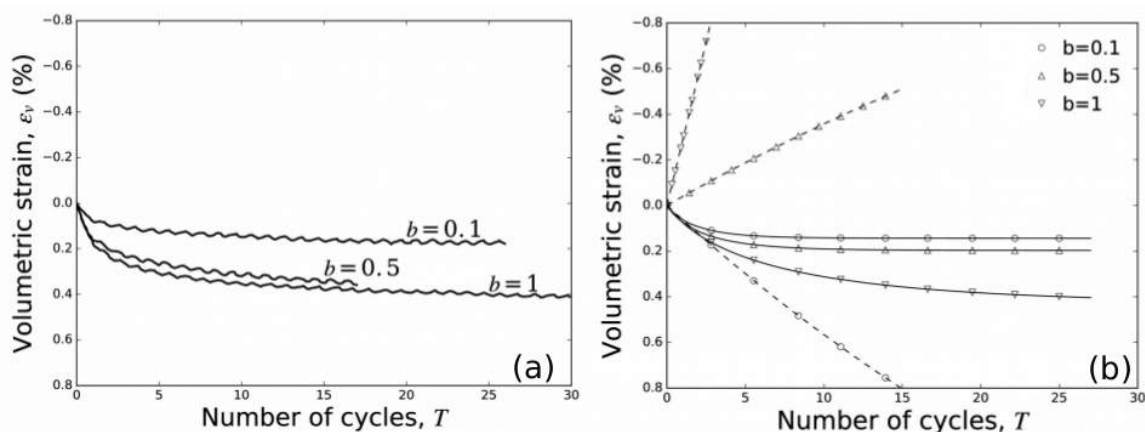 -0.8
-0.6
-0.4
-0.2
0.0
0.2
0.4
0.6
0.8
Volumetric strain, εᵥ (%)
b = 0.1
b = 0.5
b = 1
(a)
0 5 10 15 20 25 30
Number of cycles, T
-0.8
-0.6
-0.4
-0.2
0.0
0.2
0.4
0.6
0.8
Volumetric strain, εᵥ (%)
b=0.1
b=0.5
b=1
(b)
0 5 10 15 20 25 30
Number of cycles, T